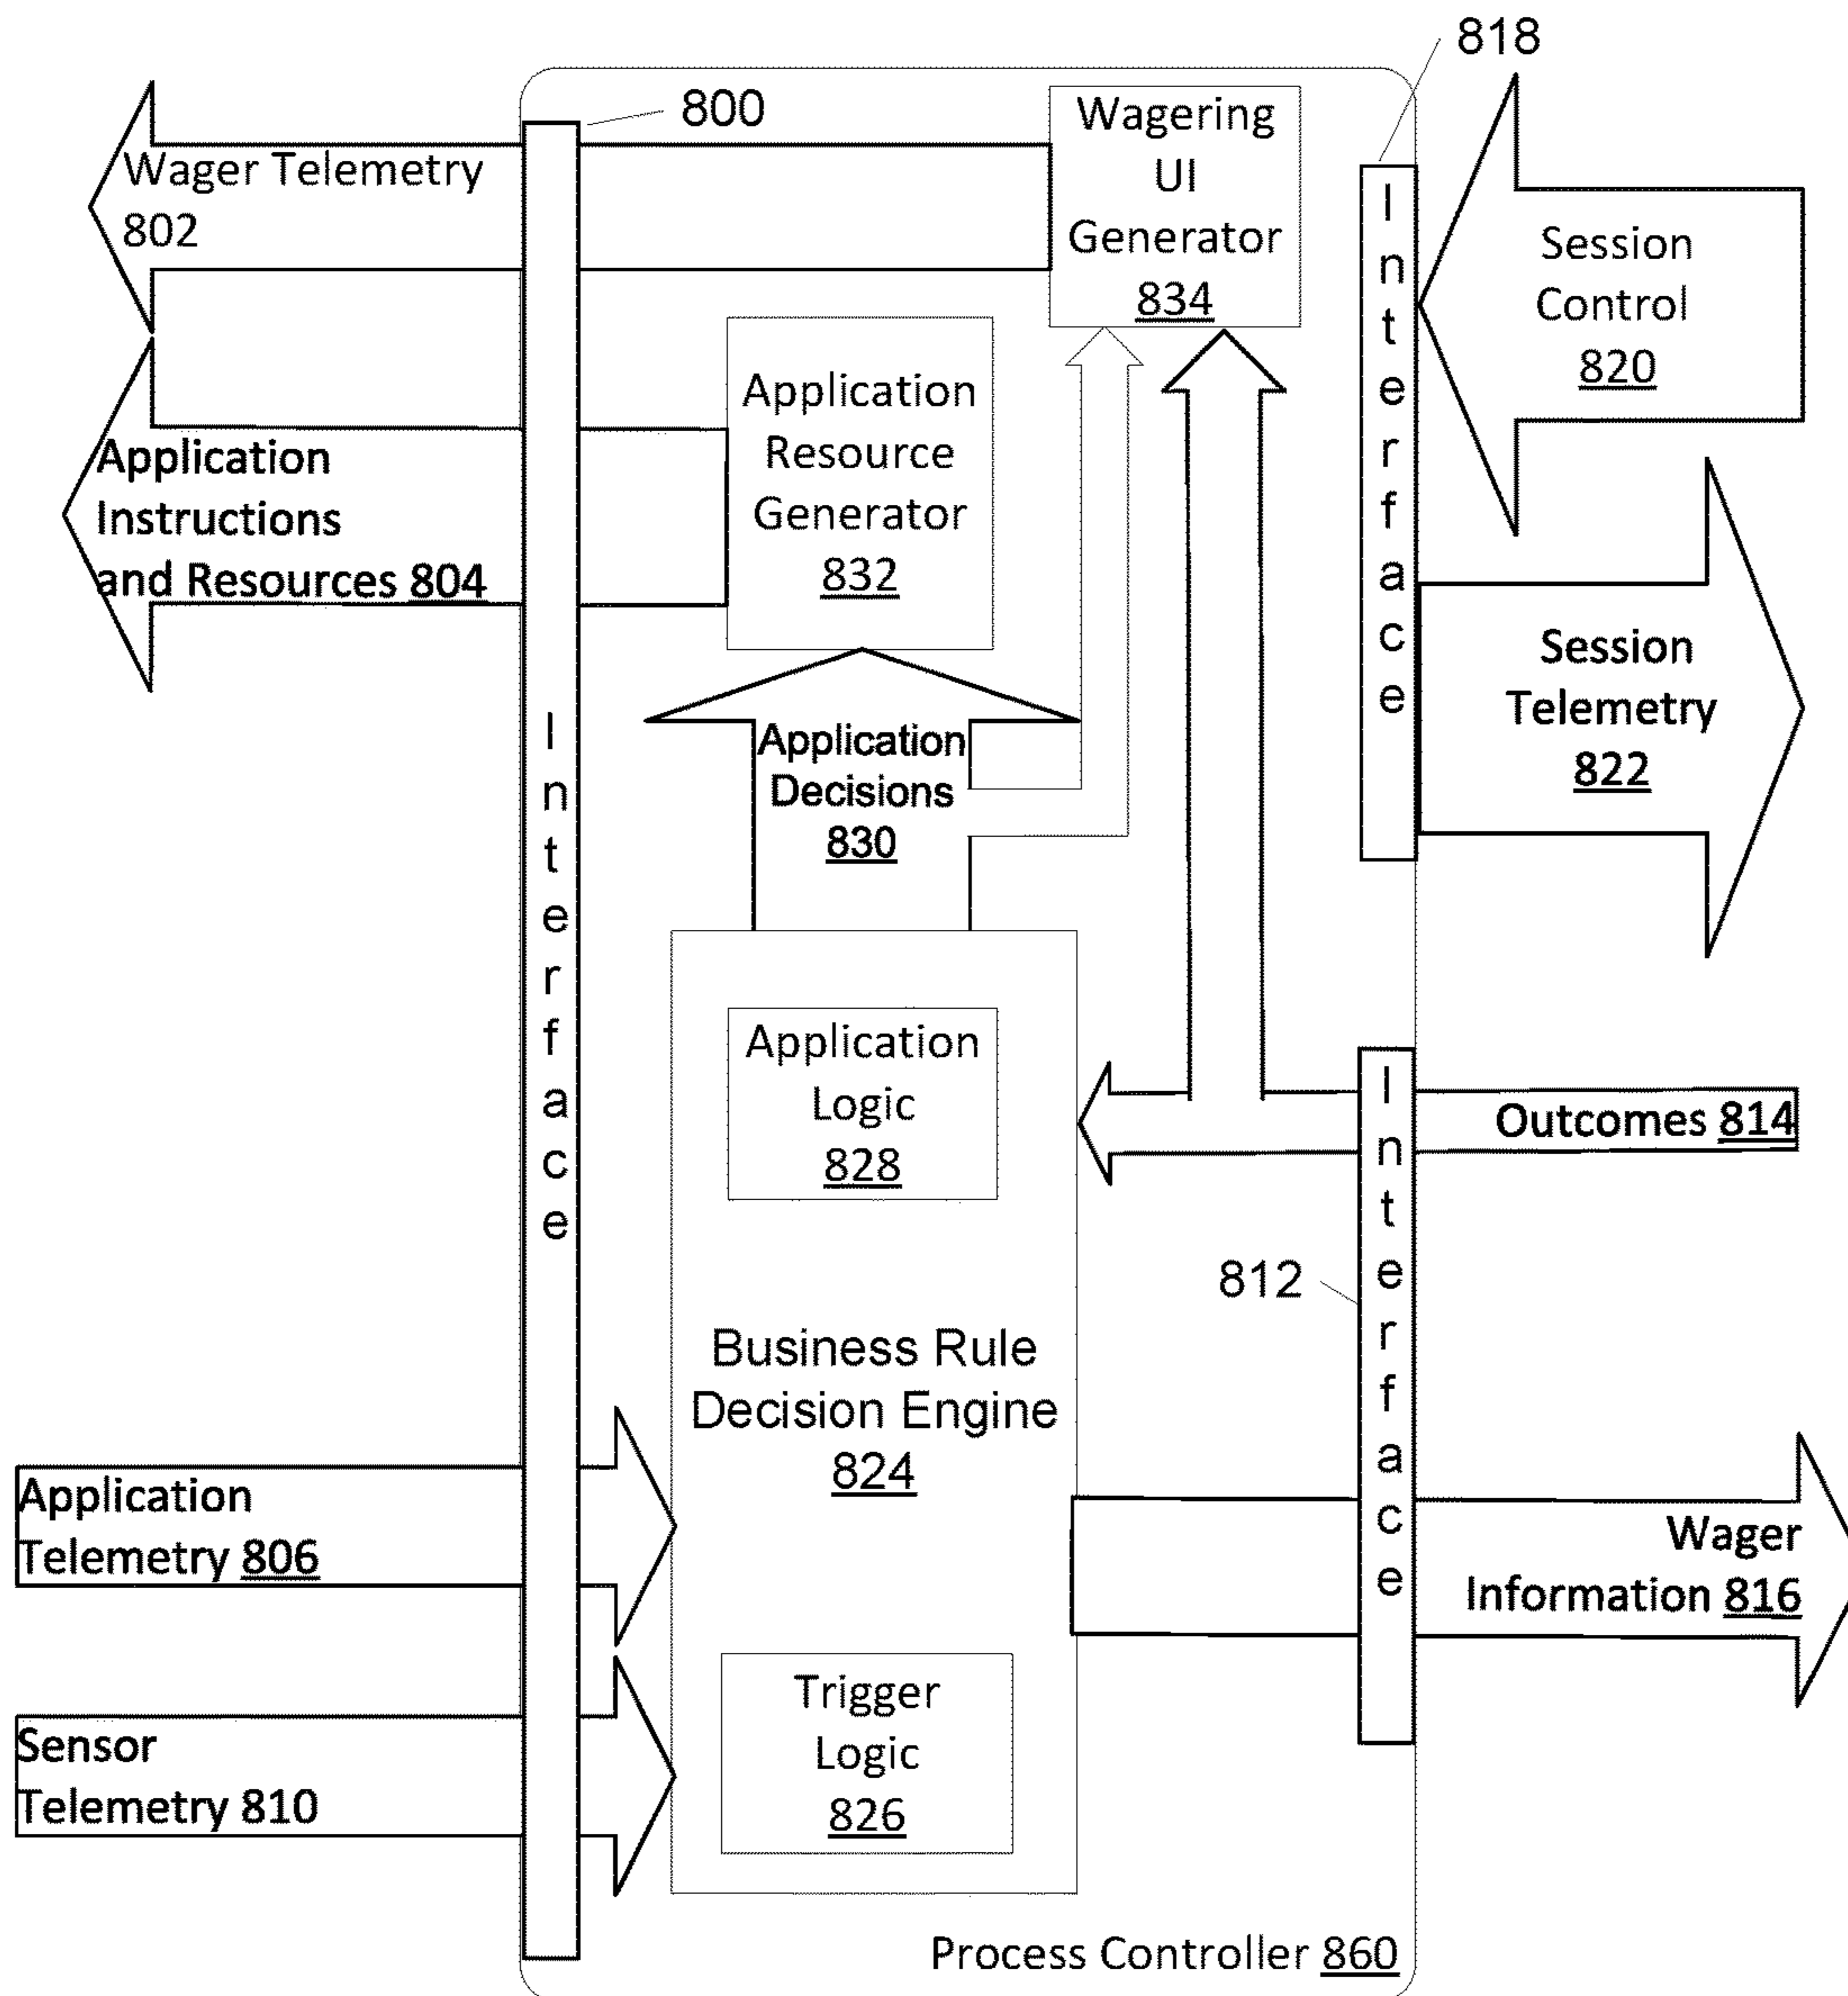 818
800
Wagering
UI
Generator
834
Wager Telemetry
802
Interface
Session
Control
820
Application
Resource
Generator
832
Application
Instructions
and Resources 804
Session
Telemetry
822
Interface
Application
Decisions
830
Application
Logic
828
Interface
Outcomes 814
812
Business Rule
Decision Engine
824
Application
Telemetry 806
Wager
Information 816
Trigger
Logic
826
Sensor
Telemetry 810
Process Controller 860